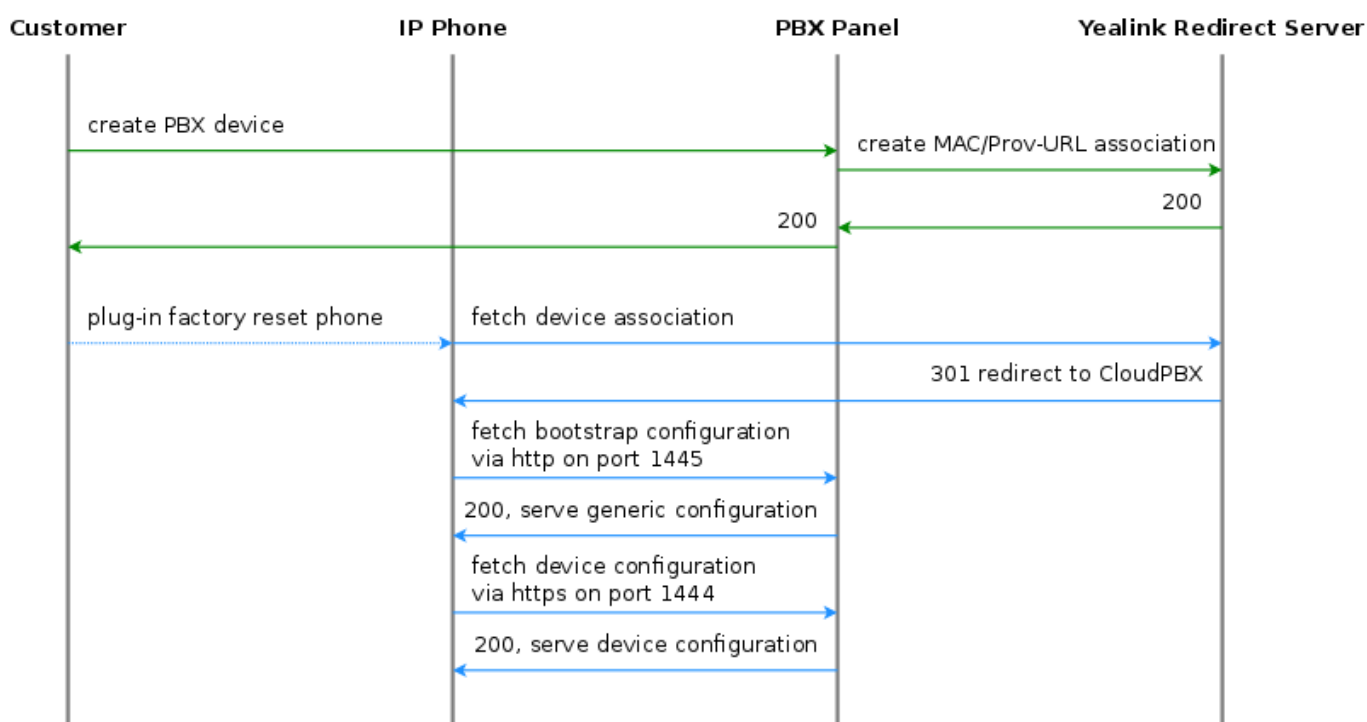 Customer
IP Phone
PBX Panel
Yealink Redirect Server
create PBX device
create MAC/Prov-URL association
200
200
plug-in factory reset phone
fetch device association
301 redirect to CloudPBX
fetch bootstrap configuration
via http on port 1445
200, serve generic configuration
fetch device configuration
via https on port 1444
200, serve device configuration